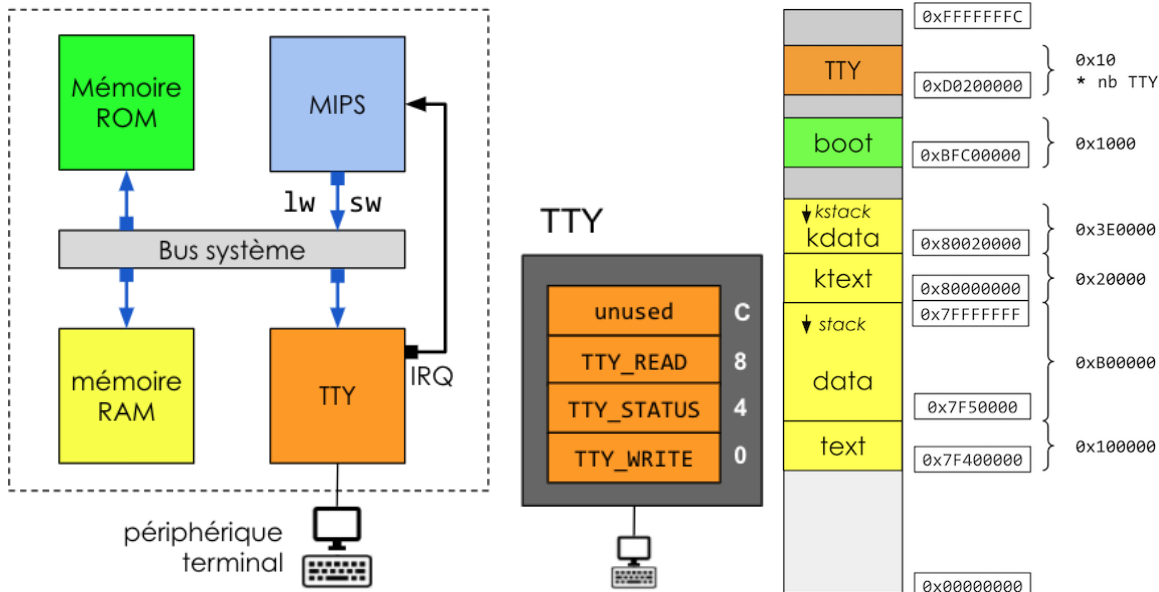 Mémoire
ROM
MIPS
lw
sw
Bus système
mémoire
RAM
TTY
IRQ
périphérique
terminal
TTY
unused
C
TTY_READ
8
TTY_STATUS
4
TTY_WRITE
0
0xFFFFFFFC
TTY
0xD0200000
0x10
* nb TTY
boot
0xBFC00000
0x1000
kstack
kdata
0x80020000
0x3E0000
ktext
0x80000000
0x20000
0x7FFFFFFF
stack
data
0x7F50000
0xB00000
text
0x7F400000
0x100000
0x00000000